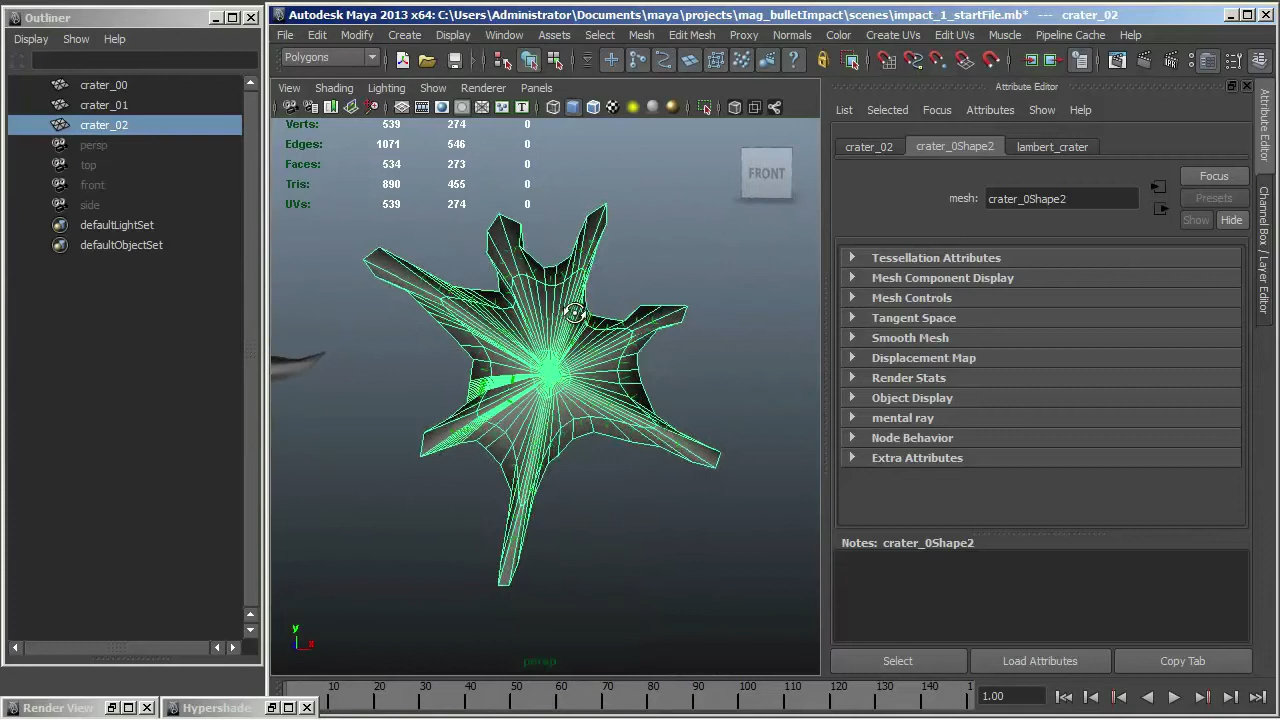 Outliner
Display Show Help
crater_00
crater_01
crater_02
persp
top
front
side
defaultLightSet
defaultObjectSet
Render View
Hypershade
Autodesk Maya 2013 x64: C:\Users\Administrator\Documents\maya\projects\mag_bulletImpact\scenes\impact_1_startFile.mb* --- crater_02
File Edit Modify Create Display Window Assets Select Mesh Edit Mesh Proxy Normals Color Create UVs Edit UVs Muscle Pipeline Cache Help
Polygons
View Shading Lighting Show Renderer Panels
Verts: 539 274 0
Edges: 1071 546 0
Faces: 534 273 0
Tris: 890 455 0
UVs: 539 274 0
FRONT
y
x
persp
Attribute Editor
List Selected Focus Attributes Show Help
crater_02 crater_0Shape2 lambert_crater
mesh: crater_0Shape2
Focus
Presets
Show Hide
Tessellation Attributes
Mesh Component Display
Mesh Controls
Tangent Space
Smooth Mesh
Displacement Map
Render Stats
Object Display
mental ray
Node Behavior
Extra Attributes
Notes: crater_0Shape2
Select Load Attributes Copy Tab
Attribute Editor
Channel Box / Layer Editor
10 20 30 40 50 60 70 80 90 100 110 120 130 140 1
1.00